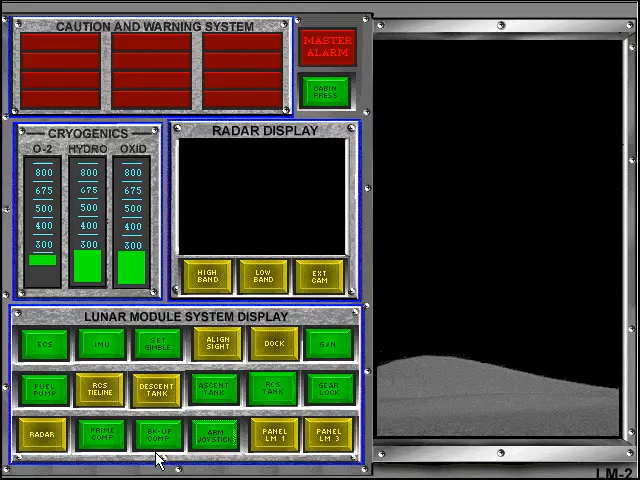 CAUTION AND WARNING SYSTEM
MASTER
ALARM
CABIN
PRESS
CRYOGENICS
O-2 HYDRO OXID
800 800 800
675 675 675
500 500 500
400 400 400
300 300 300
RADAR DISPLAY
HIGH
BAND
LOW
BAND
EXT
CAM
LUNAR MODULE SYSTEM DISPLAY
ECS
IMU
SET
GIMBLE
ALIGN
SIGHT
DOCK
G/N
FUEL
PUMP
RCS
TIELINE
DESCENT
TANK
ASCENT
TANK
RCS
TANK
GEAR
LOCK
RADAR
PRIME
COMP
BK-UP
COMP
ARM
JOYSTICK
PANEL
LM 1
PANEL
LM 3
LM-2